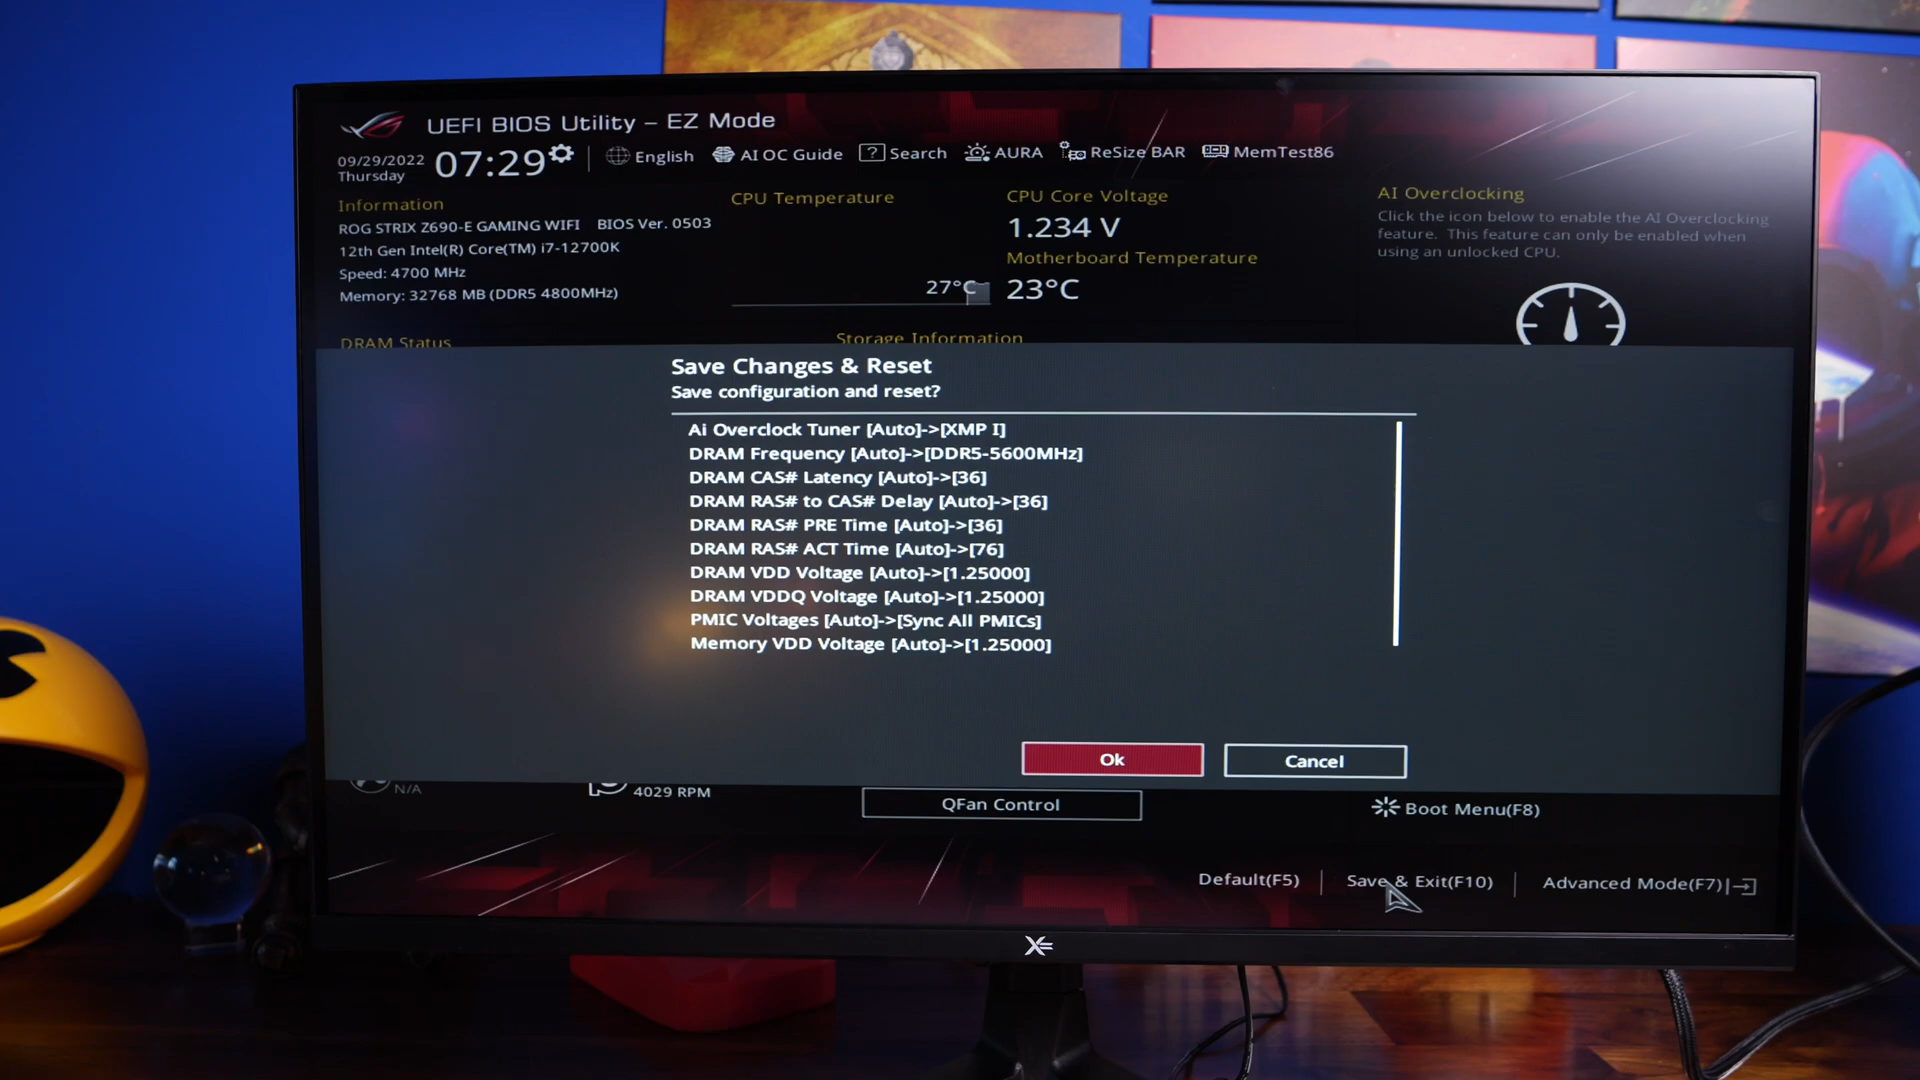 UEFI BIOS Utility – EZ Mode
09/29/2022
Thursday
07:29
English
AI OC Guide
? Search
AURA
ReSize BAR
MemTest86
Information
ROG STRIX Z690-E GAMING WIFI BIOS Ver. 0503
12th Gen Intel(R) Core(TM) i7-12700K
Speed: 4700 MHz
Memory: 32768 MB (DDR5 4800MHz)
CPU Temperature
27°C
CPU Core Voltage
1.234 V
Motherboard Temperature
23°C
AI Overclocking
Click the icon below to enable the AI Overclocking
feature. This feature can only be enabled when
using an unlocked CPU.
DRAM Status
Storage Information
Save Changes & Reset
Save configuration and reset?
Ai Overclock Tuner [Auto]->[XMP I]
DRAM Frequency [Auto]->[DDR5-5600MHz]
DRAM CAS# Latency [Auto]->[36]
DRAM RAS# to CAS# Delay [Auto]->[36]
DRAM RAS# PRE Time [Auto]->[36]
DRAM RAS# ACT Time [Auto]->[76]
DRAM VDD Voltage [Auto]->[1.25000]
DRAM VDDQ Voltage [Auto]->[1.25000]
PMIC Voltages [Auto]->[Sync All PMICs]
Memory VDD Voltage [Auto]->[1.25000]
Ok
Cancel
N/A
4029 RPM
QFan Control
Boot Menu(F8)
Default(F5)
Save & Exit(F10)
Advanced Mode(F7)